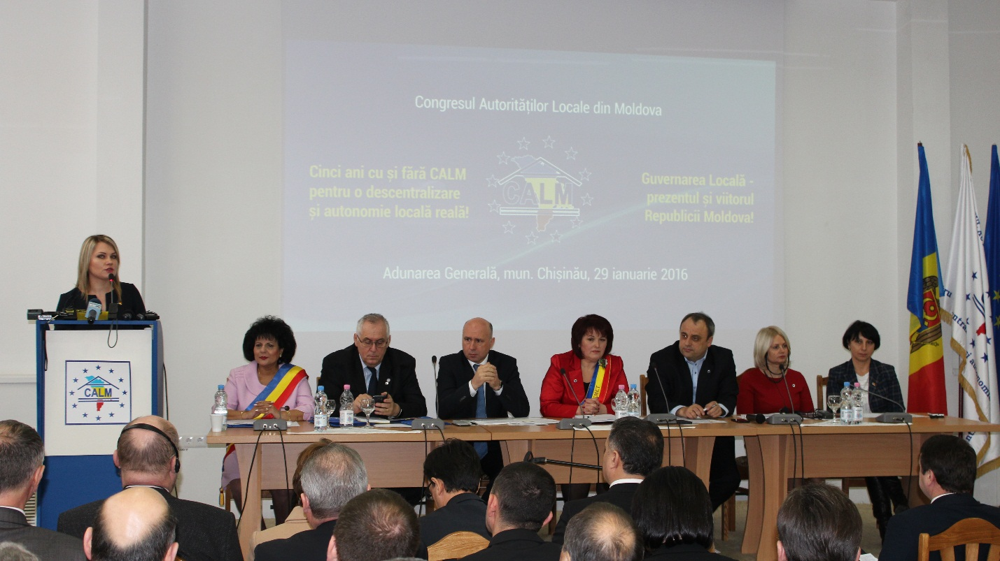 Congresul Autorităților Locale din Moldova
Cinci ani cu și fără CALM
pentru o descentralizare
și autonomie locală reală!
CALM
Guvernarea Locală -
prezentul și viitorul
Republicii Moldova!
Adunarea Generală, mun. Chișinău, 29 ianuarie 2016
CALM